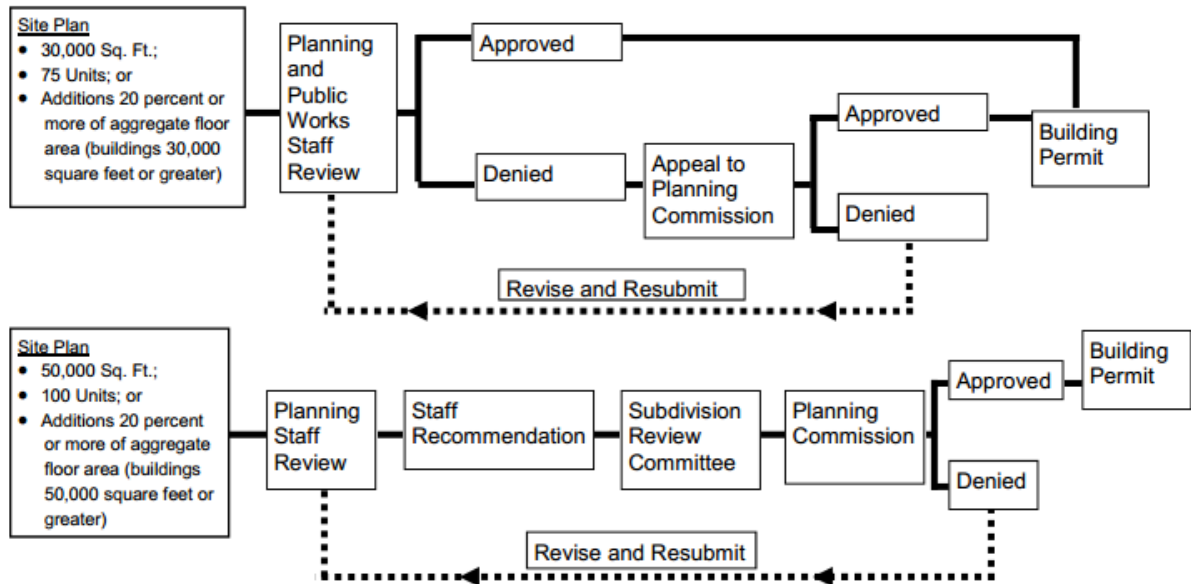 Site Plan
• 30,000 Sq. Ft.;
• 75 Units; or
• Additions 20 percent or
more of aggregate floor
area (buildings 30,000
square feet or greater)
Planning
and
Public
Works
Staff
Review
Approved
Denied
Appeal to
Planning
Commission
Approved
Denied
Building
Permit
Revise and Resubmit
Site Plan
• 50,000 Sq. Ft.;
• 100 Units; or
• Additions 20 percent
or more of aggregate
floor area (buildings
50,000 square feet or
greater)
Planning
Staff
Review
Staff
Recommendation
Subdivision
Review
Committee
Planning
Commission
Approved
Denied
Building
Permit
Revise and Resubmit